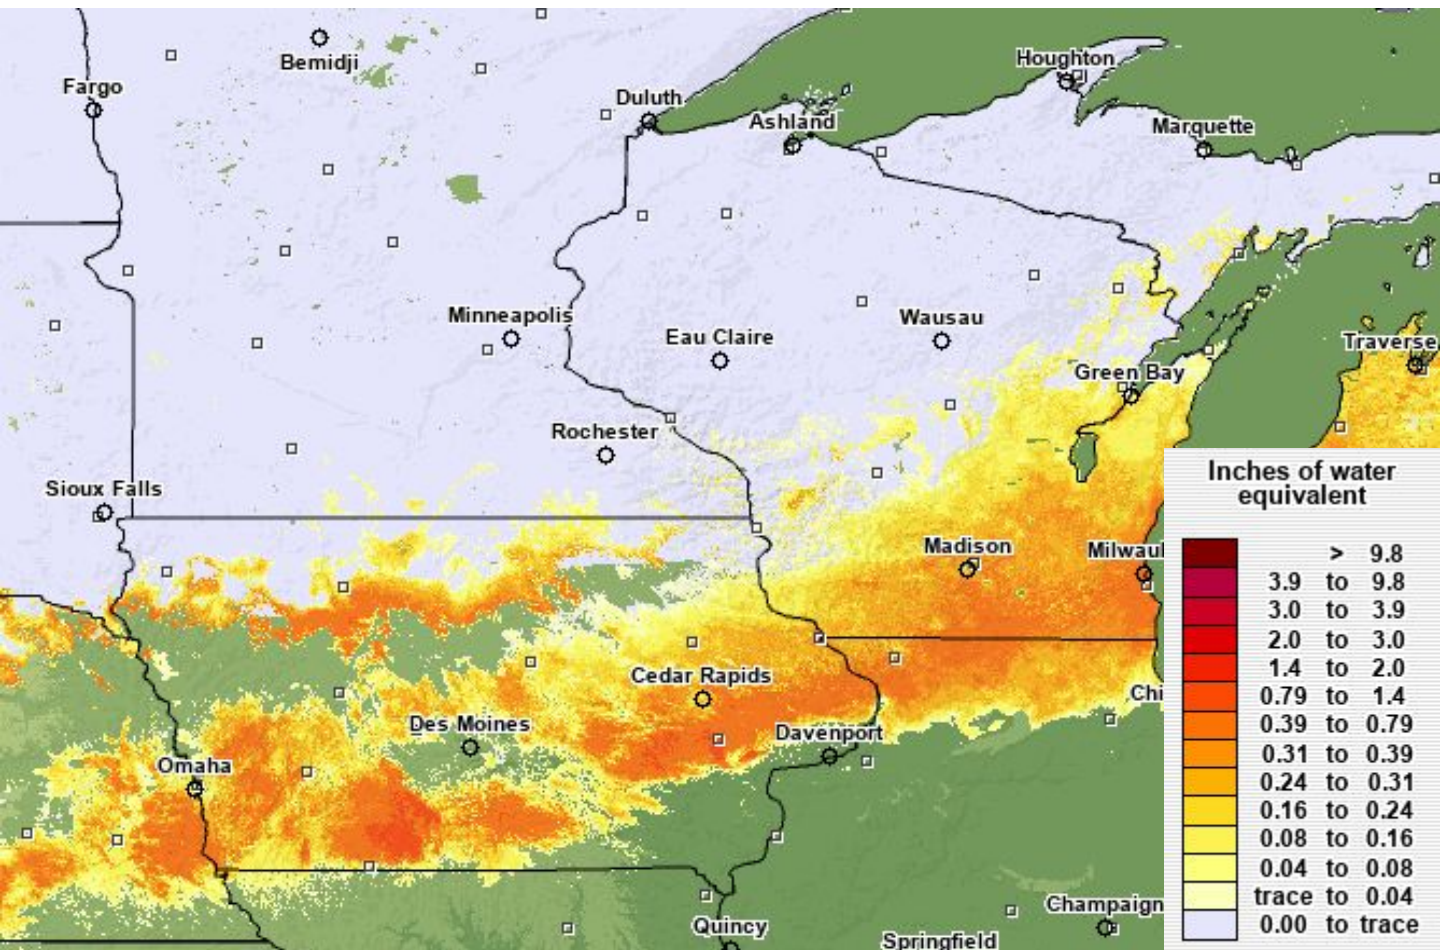 Bemidji
Fargo
Houghton
Duluth
Ashland
Marquette
Minneapolis
Eau Claire
Wausau
Traverse
Green Bay
Rochester
Sioux Falls
Madison
Milwau
Cedar Rapids
Chi
Des Moines
Davenport
Omaha
Quincy
Champaign
Springfield
Inches of water
equivalent
> 9.8
3.9 to 9.8
3.0 to 3.9
2.0 to 3.0
1.4 to 2.0
0.79 to 1.4
0.39 to 0.79
0.31 to 0.39
0.24 to 0.31
0.16 to 0.24
0.08 to 0.16
0.04 to 0.08
trace to 0.04
0.00 to trace